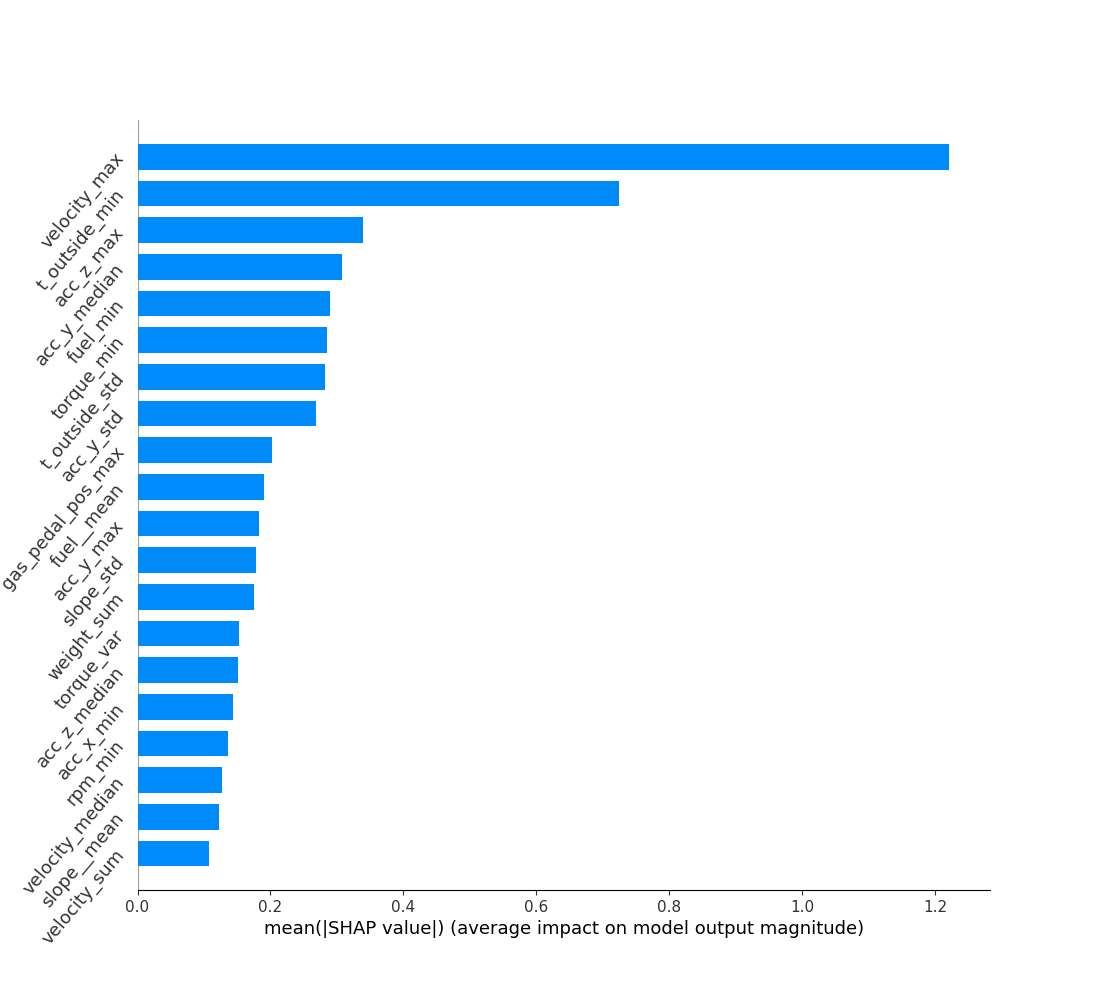 velocity_max
t_outside_min
acc_z_max
acc_y_median
fuel_min
torque_min
t_outside_std
acc_y_std
gas_pedal_pos_max
fuel__mean
acc_y_max
slope_std
weight_sum
torque_var
acc_z_median
acc_x_min
rpm_min
velocity_median
slope__mean
velocity_sum
0.0 0.2 0.4 0.6 0.8 1.0 1.2
mean(|SHAP value|) (average impact on model output magnitude)